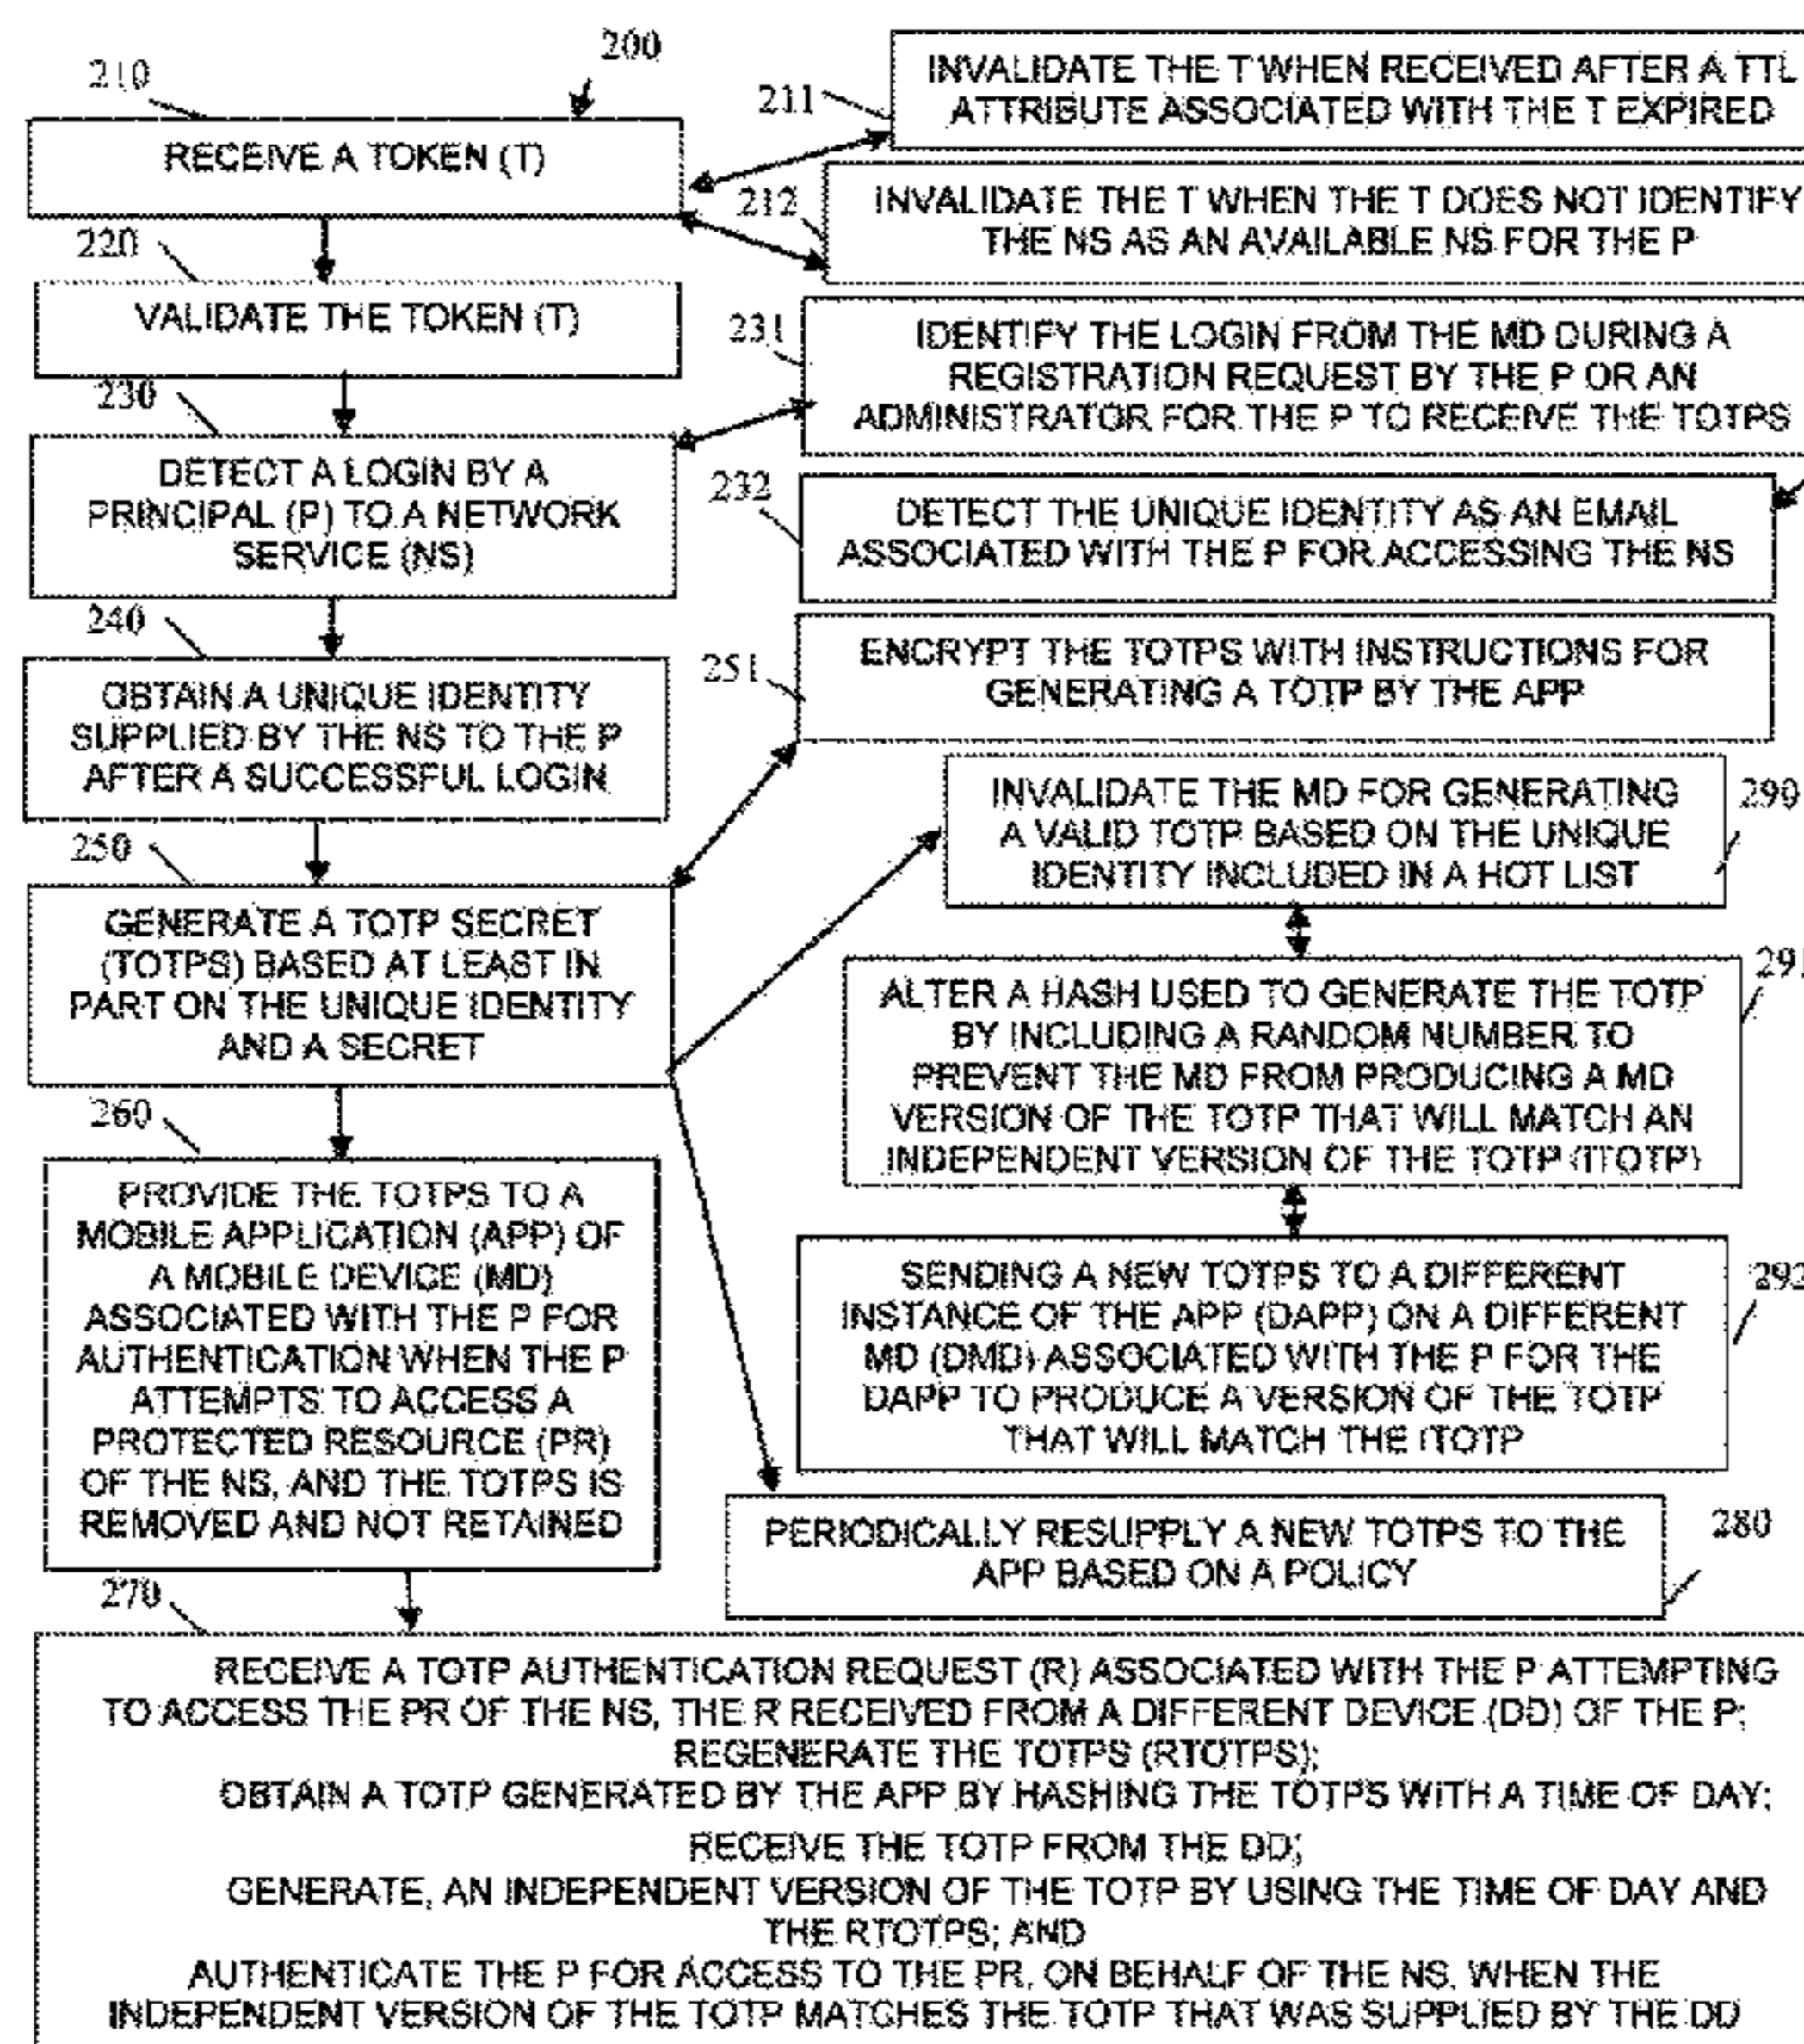 200
210
RECEIVE A TOKEN (T)
211
INVALIDATE THE T WHEN RECEIVED AFTER A TTL
ATTRIBUTE ASSOCIATED WITH THE T EXPIRED
212
INVALIDATE THE T WHEN THE T DOES NOT IDENTIFY
THE NS AS AN AVAILABLE NS FOR THE P
220
VALIDATE THE TOKEN (T)
230
DETECT A LOGIN BY A
PRINCIPAL (P) TO A NETWORK
SERVICE (NS)
231
IDENTIFY THE LOGIN FROM THE MD DURING A
REGISTRATION REQUEST BY THE P OR AN
ADMINISTRATOR FOR THE P TO RECEIVE THE TOTPS
232
DETECT THE UNIQUE IDENTITY AS AN EMAIL
ASSOCIATED WITH THE P FOR ACCESSING THE NS
240
OBTAIN A UNIQUE IDENTITY
SUPPLIED BY THE NS TO THE P
AFTER A SUCCESSFUL LOGIN
251
ENCRYPT THE TOTPS WITH INSTRUCTIONS FOR
GENERATING A TOTP BY THE APP
250
GENERATE A TOTP SECRET
(TOTPS) BASED AT LEAST IN
PART ON THE UNIQUE IDENTITY
AND A SECRET
290
INVALIDATE THE MD FOR GENERATING
A VALID TOTP BASED ON THE UNIQUE
IDENTITY INCLUDED IN A HOT LIST
291
ALTER A HASH USED TO GENERATE THE TOTP
BY INCLUDING A RANDOM NUMBER TO
PREVENT THE MD FROM PRODUCING A MD
VERSION OF THE TOTP THAT WILL MATCH AN
INDEPENDENT VERSION OF THE TOTP (ITOTP)
292
SENDING A NEW TOTPS TO A DIFFERENT
INSTANCE OF THE APP (DAPP) ON A DIFFERENT
MD (DMD) ASSOCIATED WITH THE P FOR THE
DAPP TO PRODUCE A VERSION OF THE TOTP
THAT WILL MATCH THE ITOTP
260
PROVIDE THE TOTPS TO A
MOBILE APPLICATION (APP) OF
A MOBILE DEVICE (MD)
ASSOCIATED WITH THE P FOR
AUTHENTICATION WHEN THE P
ATTEMPTS TO ACCESS A
PROTECTED RESOURCE (PR)
OF THE NS, AND THE TOTPS IS
REMOVED AND NOT RETAINED
280
PERIODICALLY RESUPPLY A NEW TOTPS TO THE
APP BASED ON A POLICY
270
RECEIVE A TOTP AUTHENTICATION REQUEST (R) ASSOCIATED WITH THE P ATTEMPTING
TO ACCESS THE PR OF THE NS, THE R RECEIVED FROM A DIFFERENT DEVICE (DD) OF THE P;
REGENERATE THE TOTPS (RTOTPS);
OBTAIN A TOTP GENERATED BY THE APP BY HASHING THE TOTPS WITH A TIME OF DAY;
RECEIVE THE TOTP FROM THE DD;
GENERATE, AN INDEPENDENT VERSION OF THE TOTP BY USING THE TIME OF DAY AND
THE RTOTPS; AND
AUTHENTICATE THE P FOR ACCESS TO THE PR, ON BEHALF OF THE NS, WHEN THE
INDEPENDENT VERSION OF THE TOTP MATCHES THE TOTP THAT WAS SUPPLIED BY THE DD